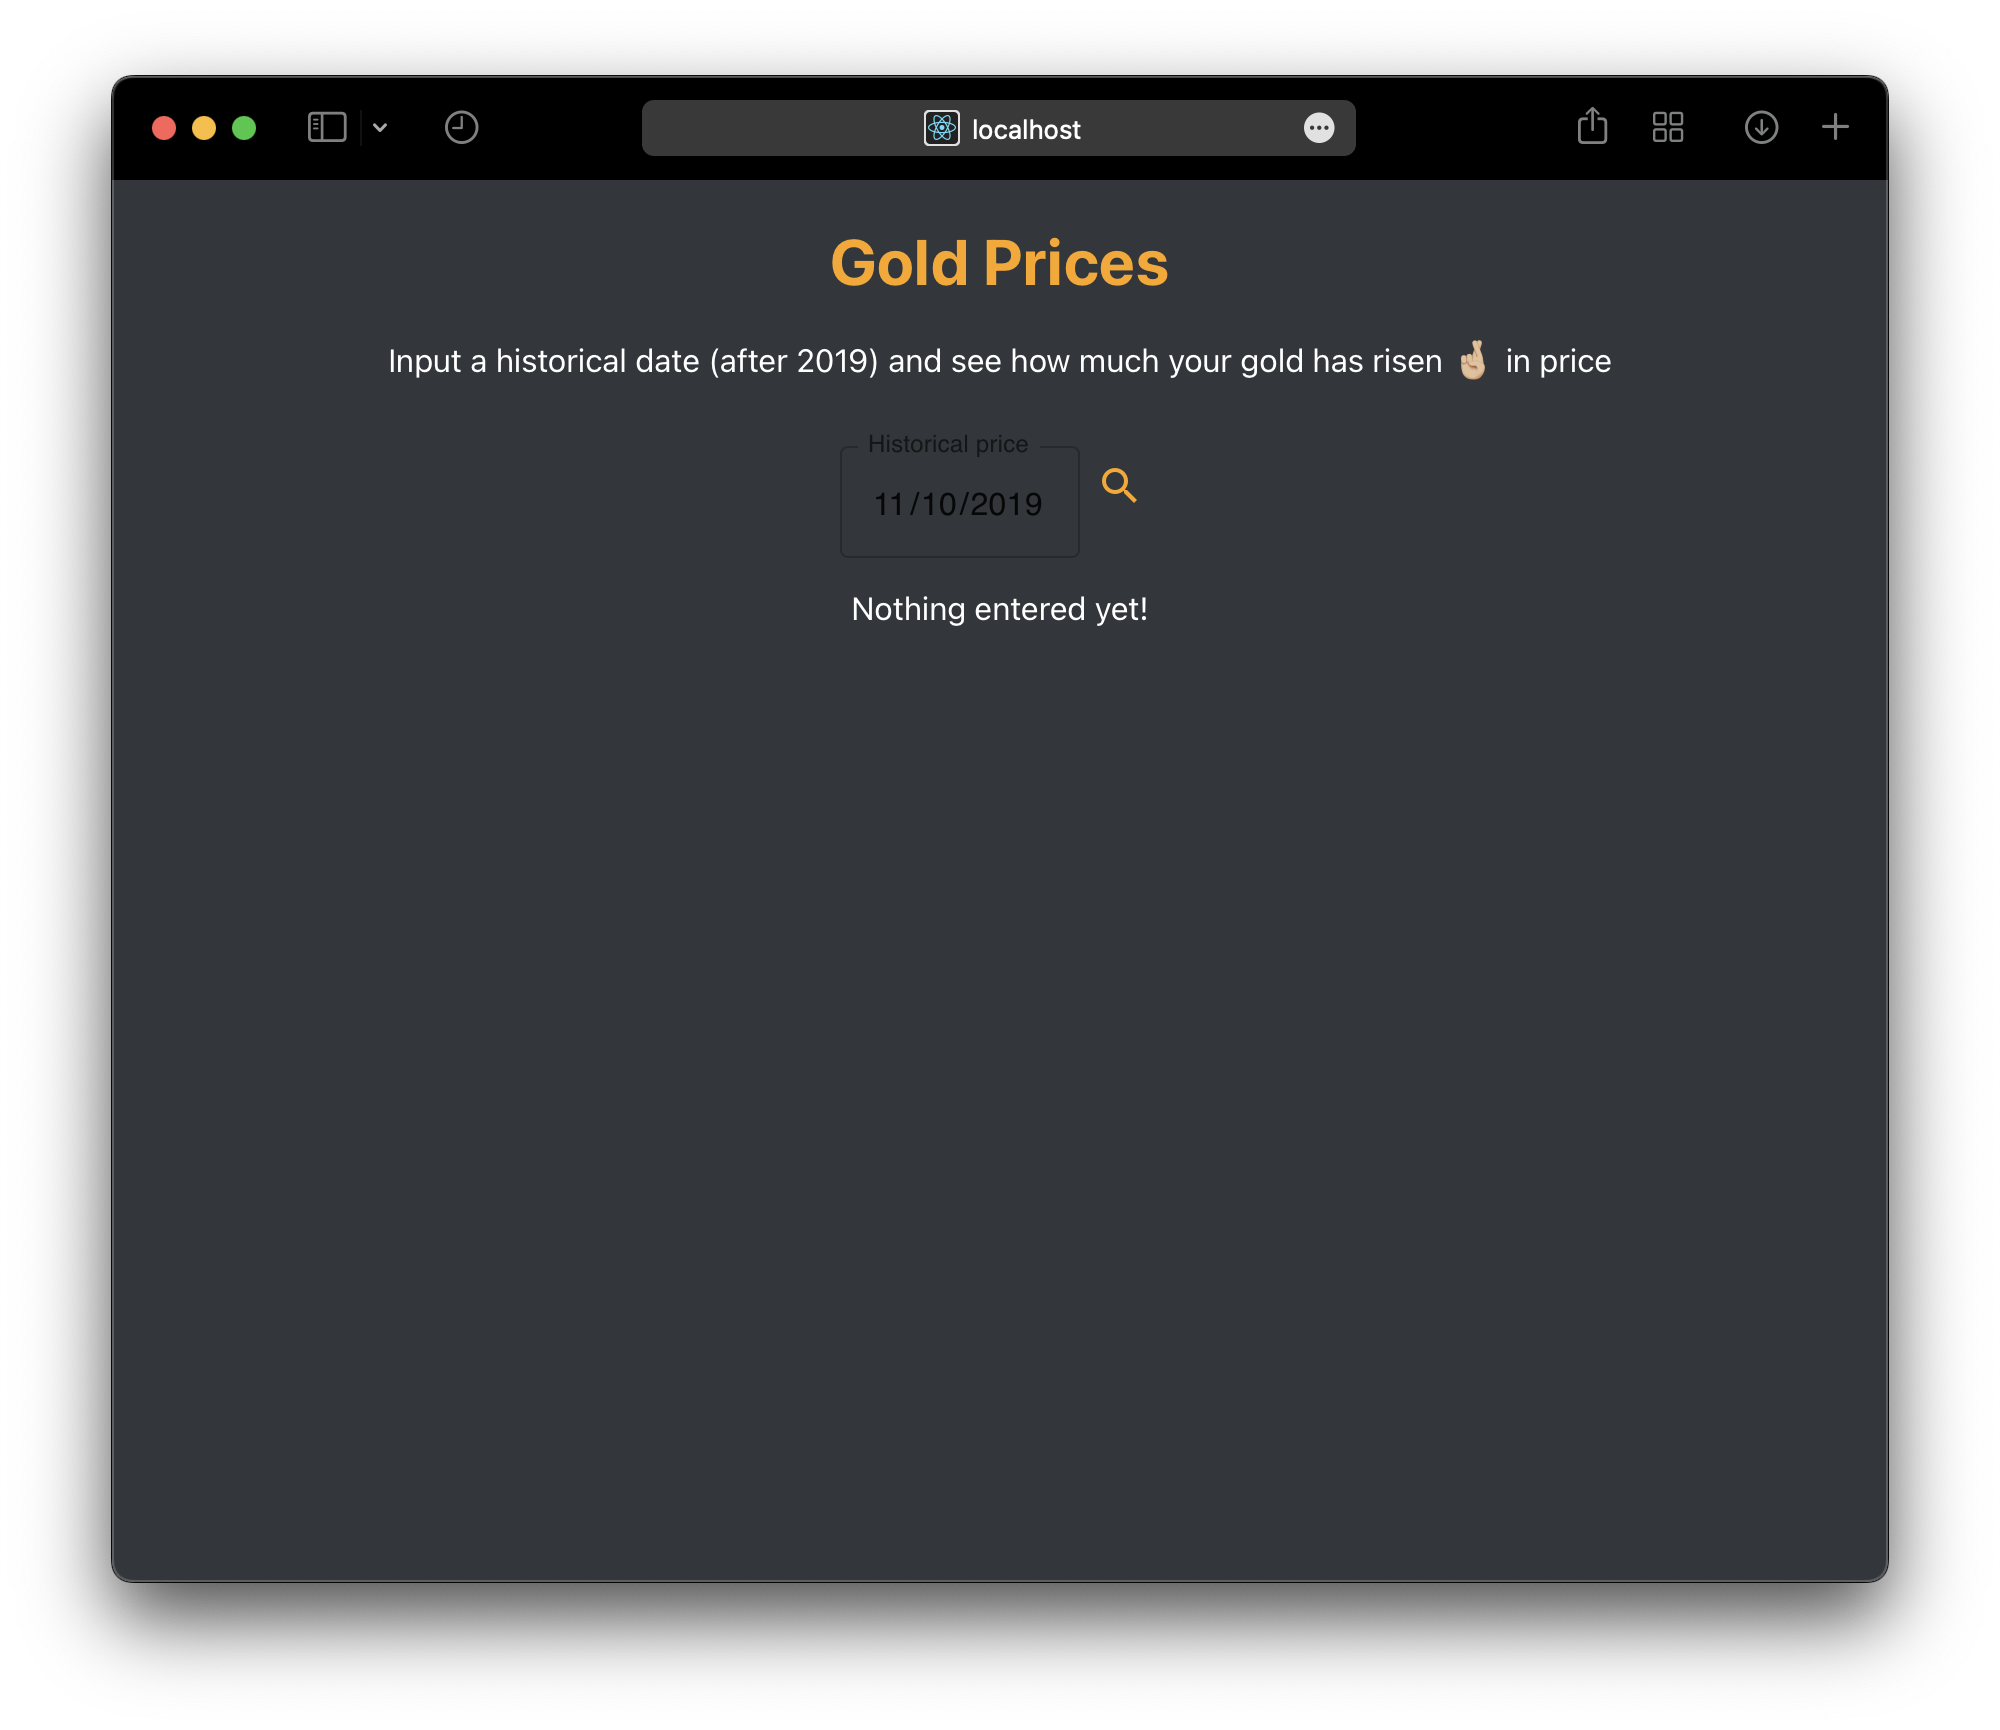 localhost
Gold Prices
Input a historical date (after 2019) and see how much your gold has risen 🤞🏼 in price
Historical price
11/10/2019
Nothing entered yet!